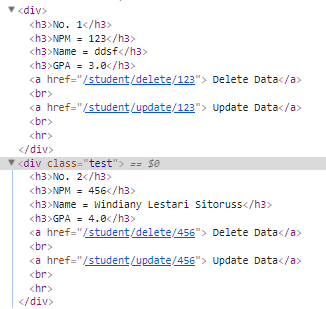 ▼<div>
<h3>No. 1</h3>
<h3>NPM = 123</h3>
<h3>Name = ddsf</h3>
<h3>GPA = 3.0</h3>
<a href="/student/delete/123"> Delete Data</a>
<br>
<a href="/student/update/123"> Update Data</a>
<br>
<hr>
</div>
▼<div class="test"> == $0
<h3>No. 2</h3>
<h3>NPM = 456</h3>
<h3>Name = Windiany Lestari Sitoruss</h3>
<h3>GPA = 4.0</h3>
<a href="/student/delete/456"> Delete Data</a>
<br>
<a href="/student/update/456"> Update Data</a>
<br>
<hr>
</div>